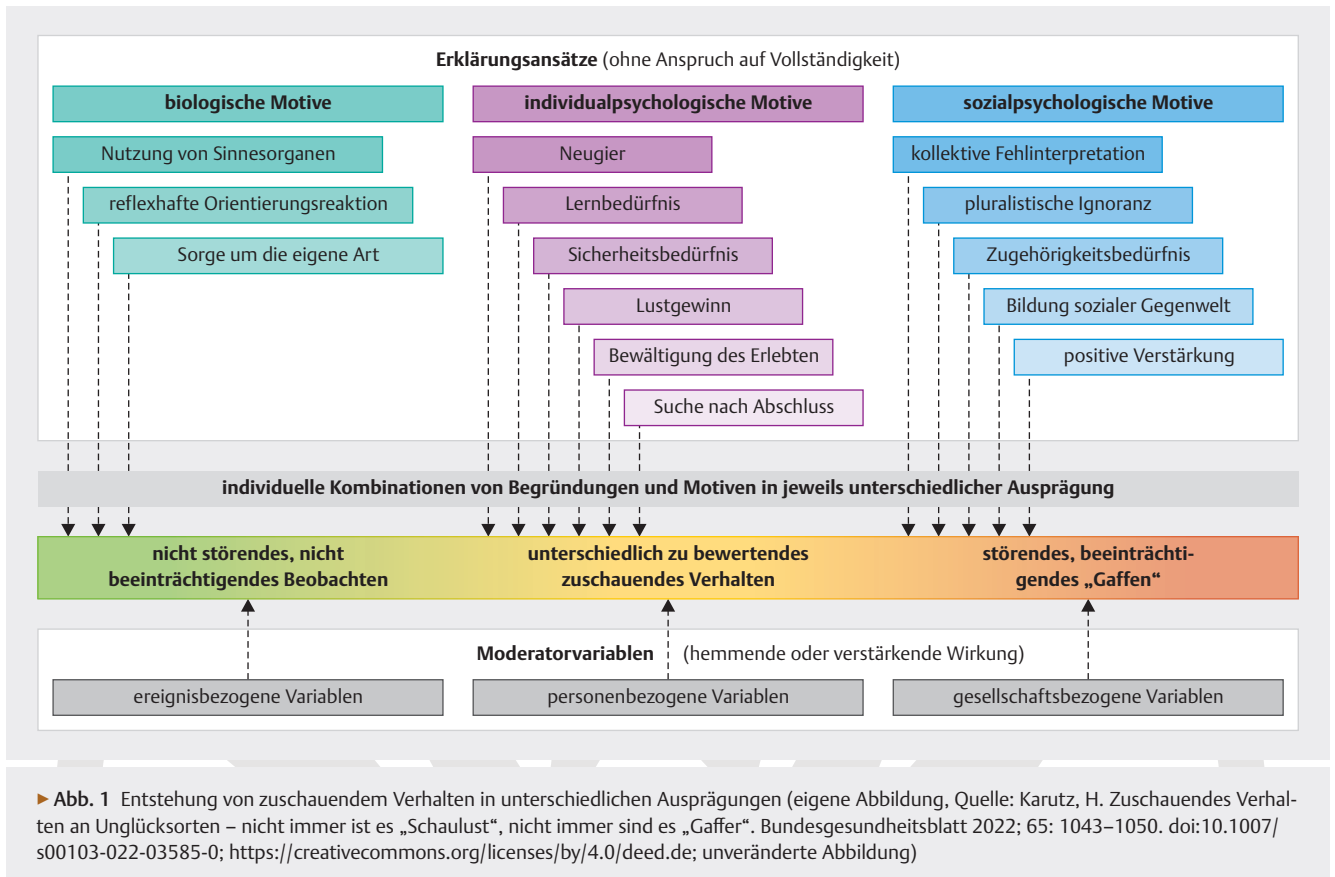 Erklärungsansätze (ohne Anspruch auf Vollständigkeit)
biologische Motive
Nutzung von Sinnesorganen
reflexhafte Orientierungsreaktion
Sorge um die eigene Art
individualpsychologische Motive
Neugier
Lernbedürfnis
Sicherheitsbedürfnis
Lustgewinn
Bewältigung des Erlebten
Suche nach Abschluss
sozialpsychologische Motive
kollektive Fehlinterpretation
pluralistische Ignoranz
Zugehörigkeitsbedürfnis
Bildung sozialer Gegenwelt
positive Verstärkung
individuelle Kombinationen von Begründungen und Motiven in jeweils unterschiedlicher Ausprägung
nicht störendes, nicht
beeinträchtigendes Beobachten
unterschiedlich zu bewertendes
zuschauendes Verhalten
störendes, beeinträchti-
gendes „Gaffen“
Moderatorvariablen (hemmende oder verstärkende Wirkung)
ereignisbezogene Variablen
personenbezogene Variablen
gesellschaftsbezogene Variablen
▶ Abb. 1 Entstehung von zuschauendem Verhalten in unterschiedlichen Ausprägungen (eigene Abbildung, Quelle: Karutz, H. Zuschauendes Verhal-
ten an Unglücksorten – nicht immer ist es „Schaulust“, nicht immer sind es „Gaffer“. Bundesgesundheitsblatt 2022; 65: 1043–1050. doi:10.1007/
s00103-022-03585-0; https://creativecommons.org/licenses/by/4.0/deed.de; unveränderte Abbildung)